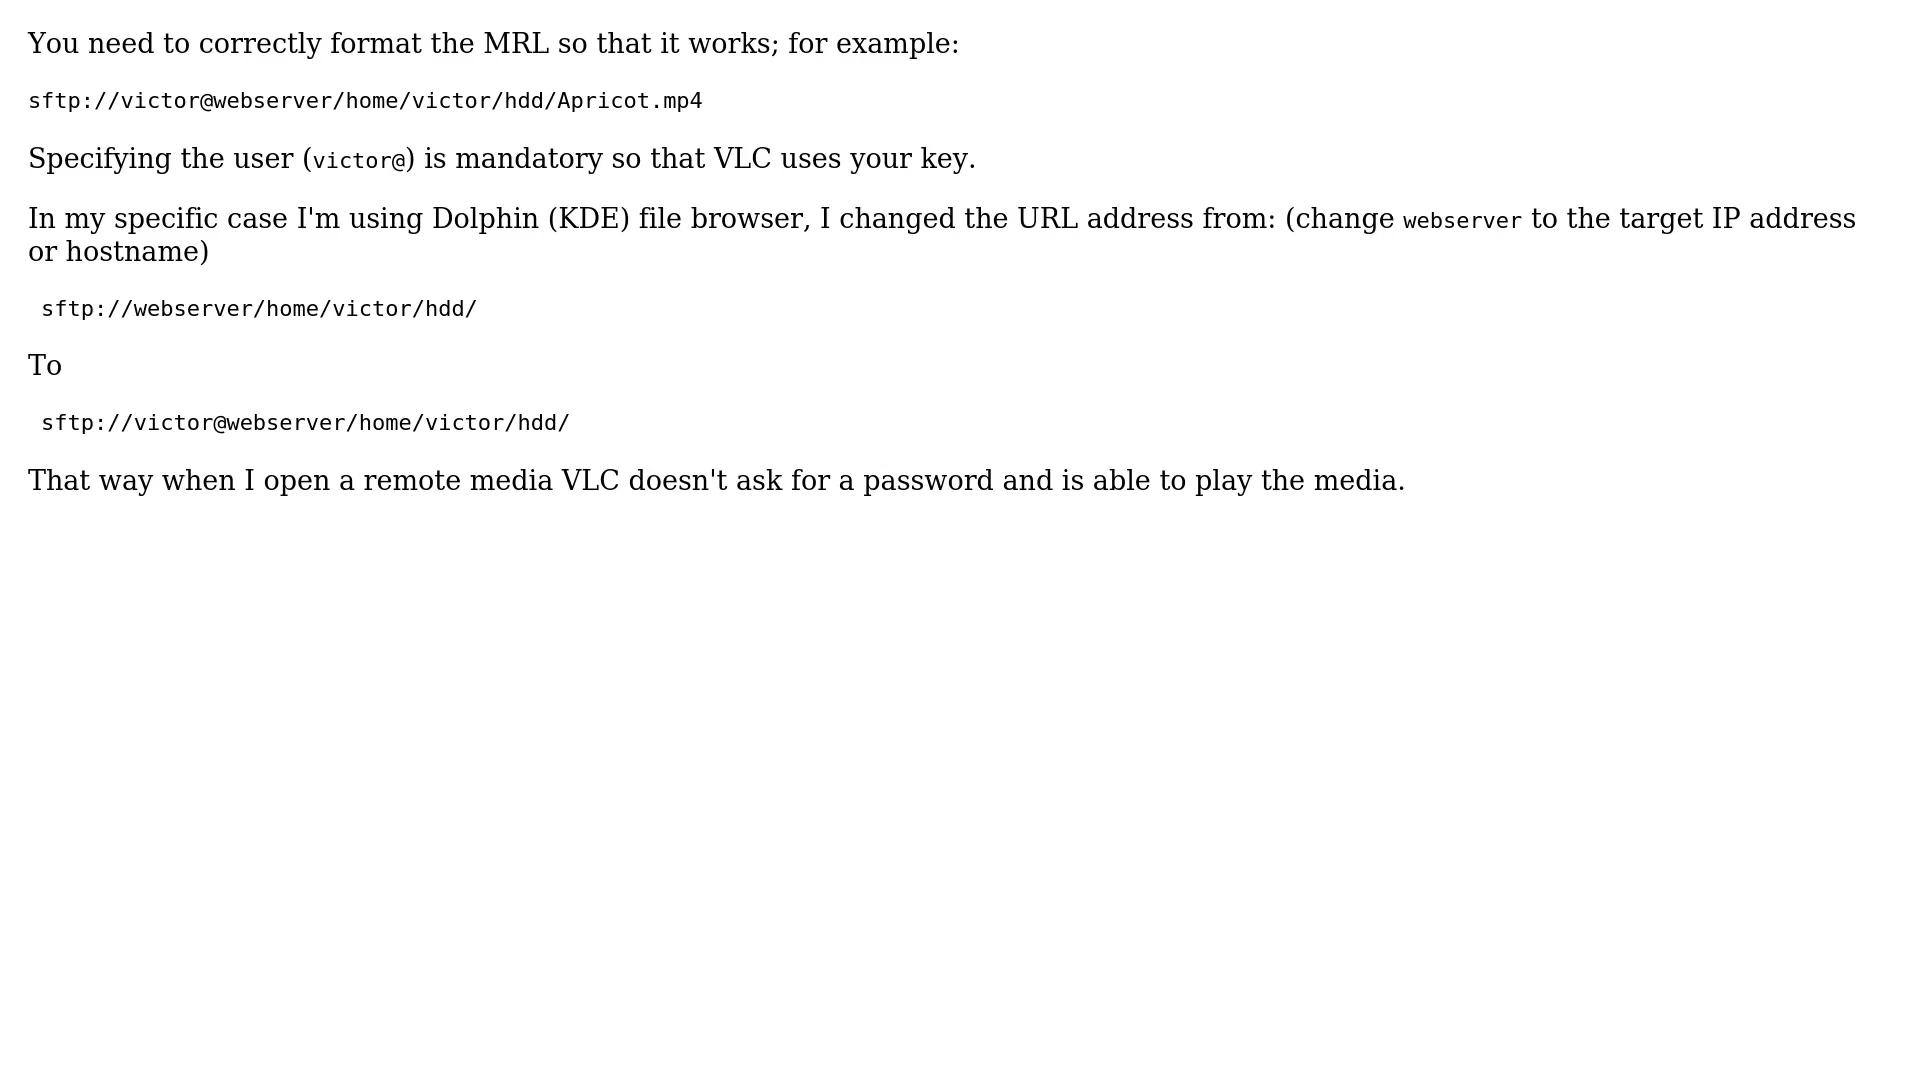 You need to correctly format the MRL so that it works; for example:
sftp://victor@webserver/home/victor/hdd/Apricot.mp4
Specifying the user (victor@) is mandatory so that VLC uses your key.
In my specific case I'm using Dolphin (KDE) file browser, I changed the URL address from: (change webserver to the target IP address
or hostname)
sftp://webserver/home/victor/hdd/
To
sftp://victor@webserver/home/victor/hdd/
That way when I open a remote media VLC doesn't ask for a password and is able to play the media.